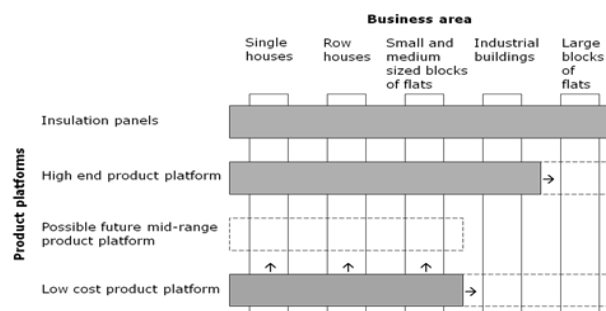 Business area
Single
houses
Row
houses
Small and
medium
sized blocks
of flats
Industrial
buildings
Large
blocks
of
flats
Product platforms
Insulation panels
High end product platform
Possible future mid-range
product platform
Low cost product platform